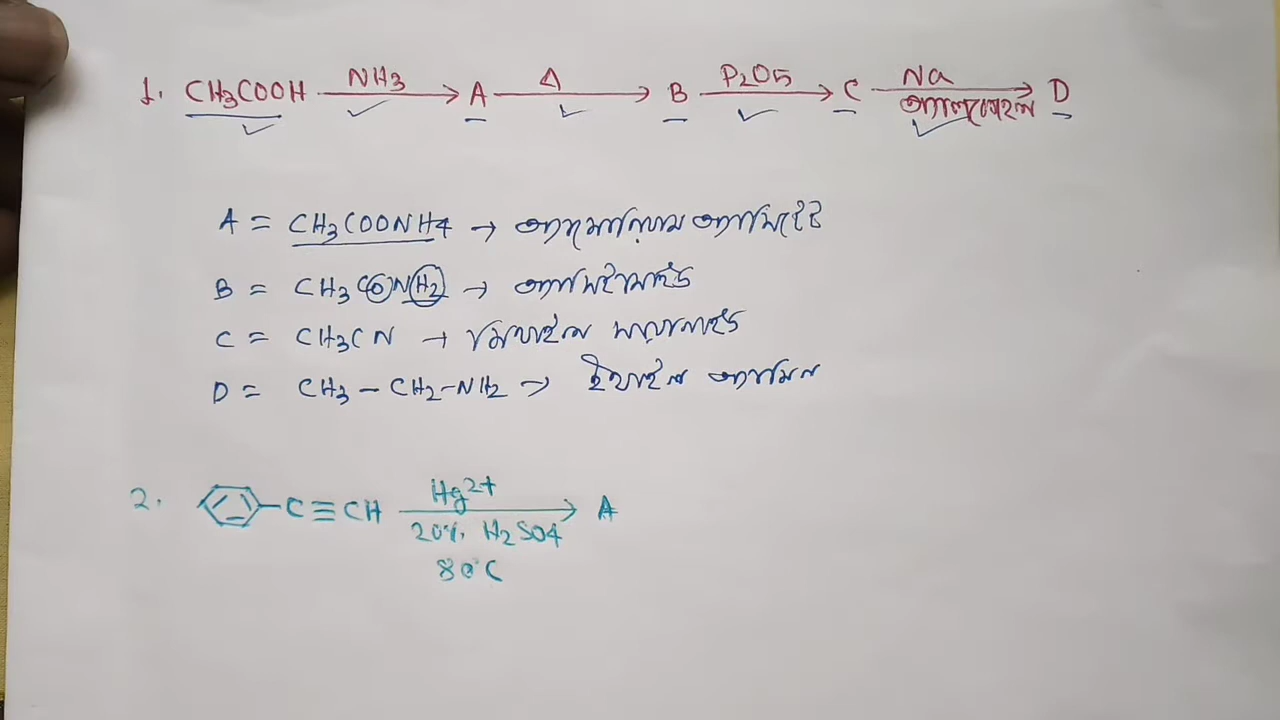 1. CH3COOH NH3 → A Δ → B P2O5 → C Na → D
অ্যালকোহল
A = CH3COONH4 → অ্যামোনিয়াম অ্যাসিটেট
B = CH3CONH2 → অ্যাসিটামাইড
C = CH3CN → মিথাইল সায়ানাইড
D = CH3 - CH2-NH2 → ইথাইল অ্যামিন
2. C≡CH Hg2+ → A
20% H2SO4
80°C